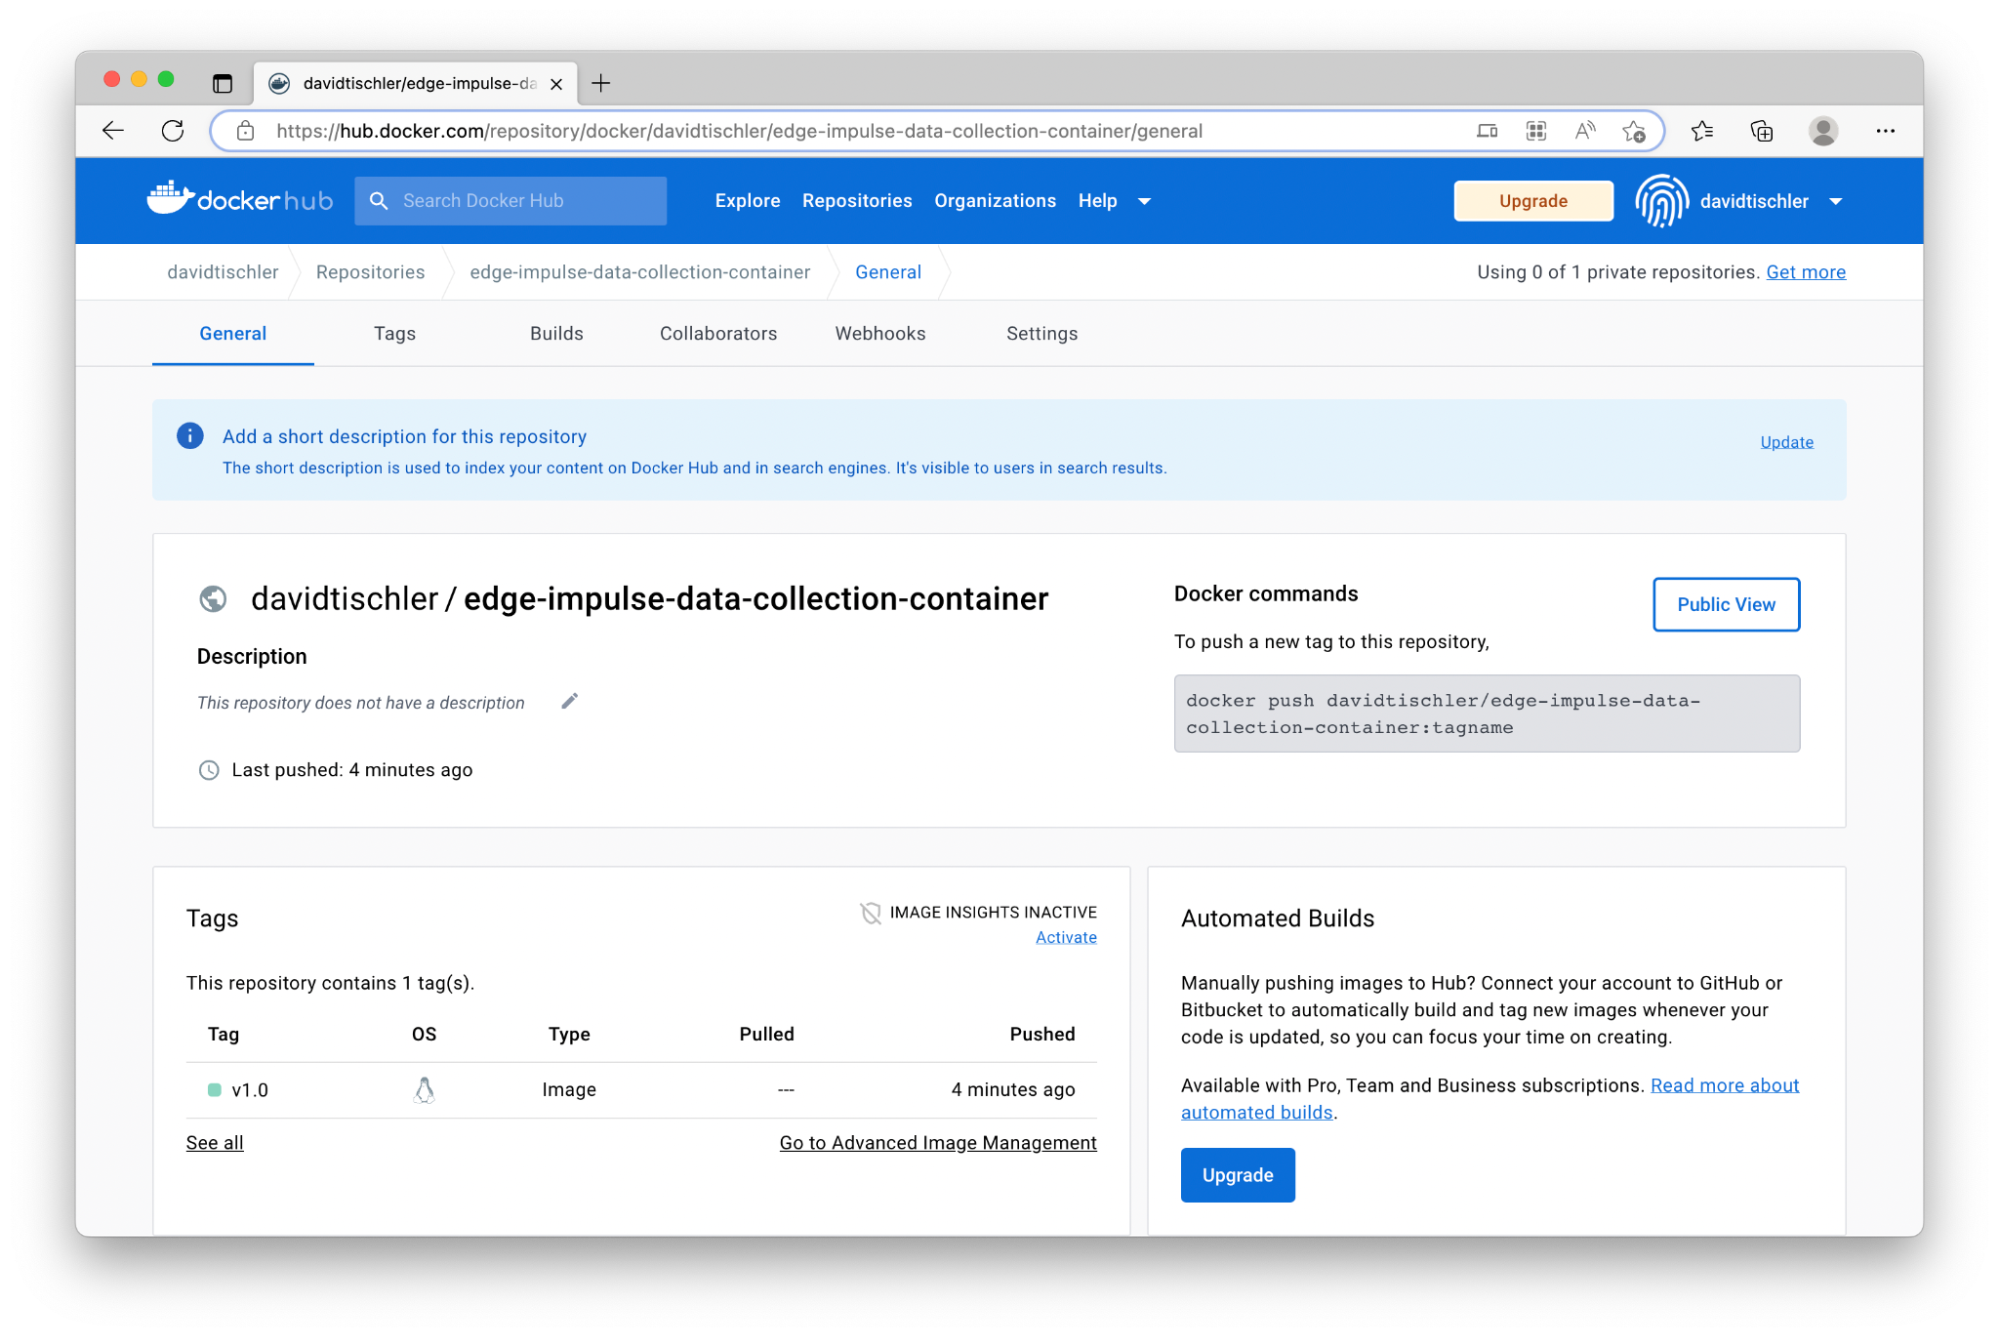 davidtischler/edge-impulse-da
https://hub.docker.com/repository/docker/davidtischler/edge-impulse-data-collection-container/general
dockerhub
Search Docker Hub
Explore
Repositories
Organizations
Help
Upgrade
davidtischler
davidtischler
Repositories
edge-impulse-data-collection-container
General
Using 0 of 1 private repositories. Get more
General
Tags
Builds
Collaborators
Webhooks
Settings
Add a short description for this repository
Update
The short description is used to index your content on Docker Hub and in search engines. It's visible to users in search results.
davidtischler / edge-impulse-data-collection-container
Description
This repository does not have a description
Last pushed: 4 minutes ago
Docker commands
Public View
To push a new tag to this repository,
docker push davidtischler/edge-impulse-data-
collection-container:tagname
Tags
IMAGE INSIGHTS INACTIVE
Activate
This repository contains 1 tag(s).
Tag OS Type Pulled Pushed
v1.0 Image --- 4 minutes ago
See all
Go to Advanced Image Management
Automated Builds
Manually pushing images to Hub? Connect your account to GitHub or
Bitbucket to automatically build and tag new images whenever your
code is updated, so you can focus your time on creating.
Available with Pro, Team and Business subscriptions. Read more about
automated builds.
Upgrade